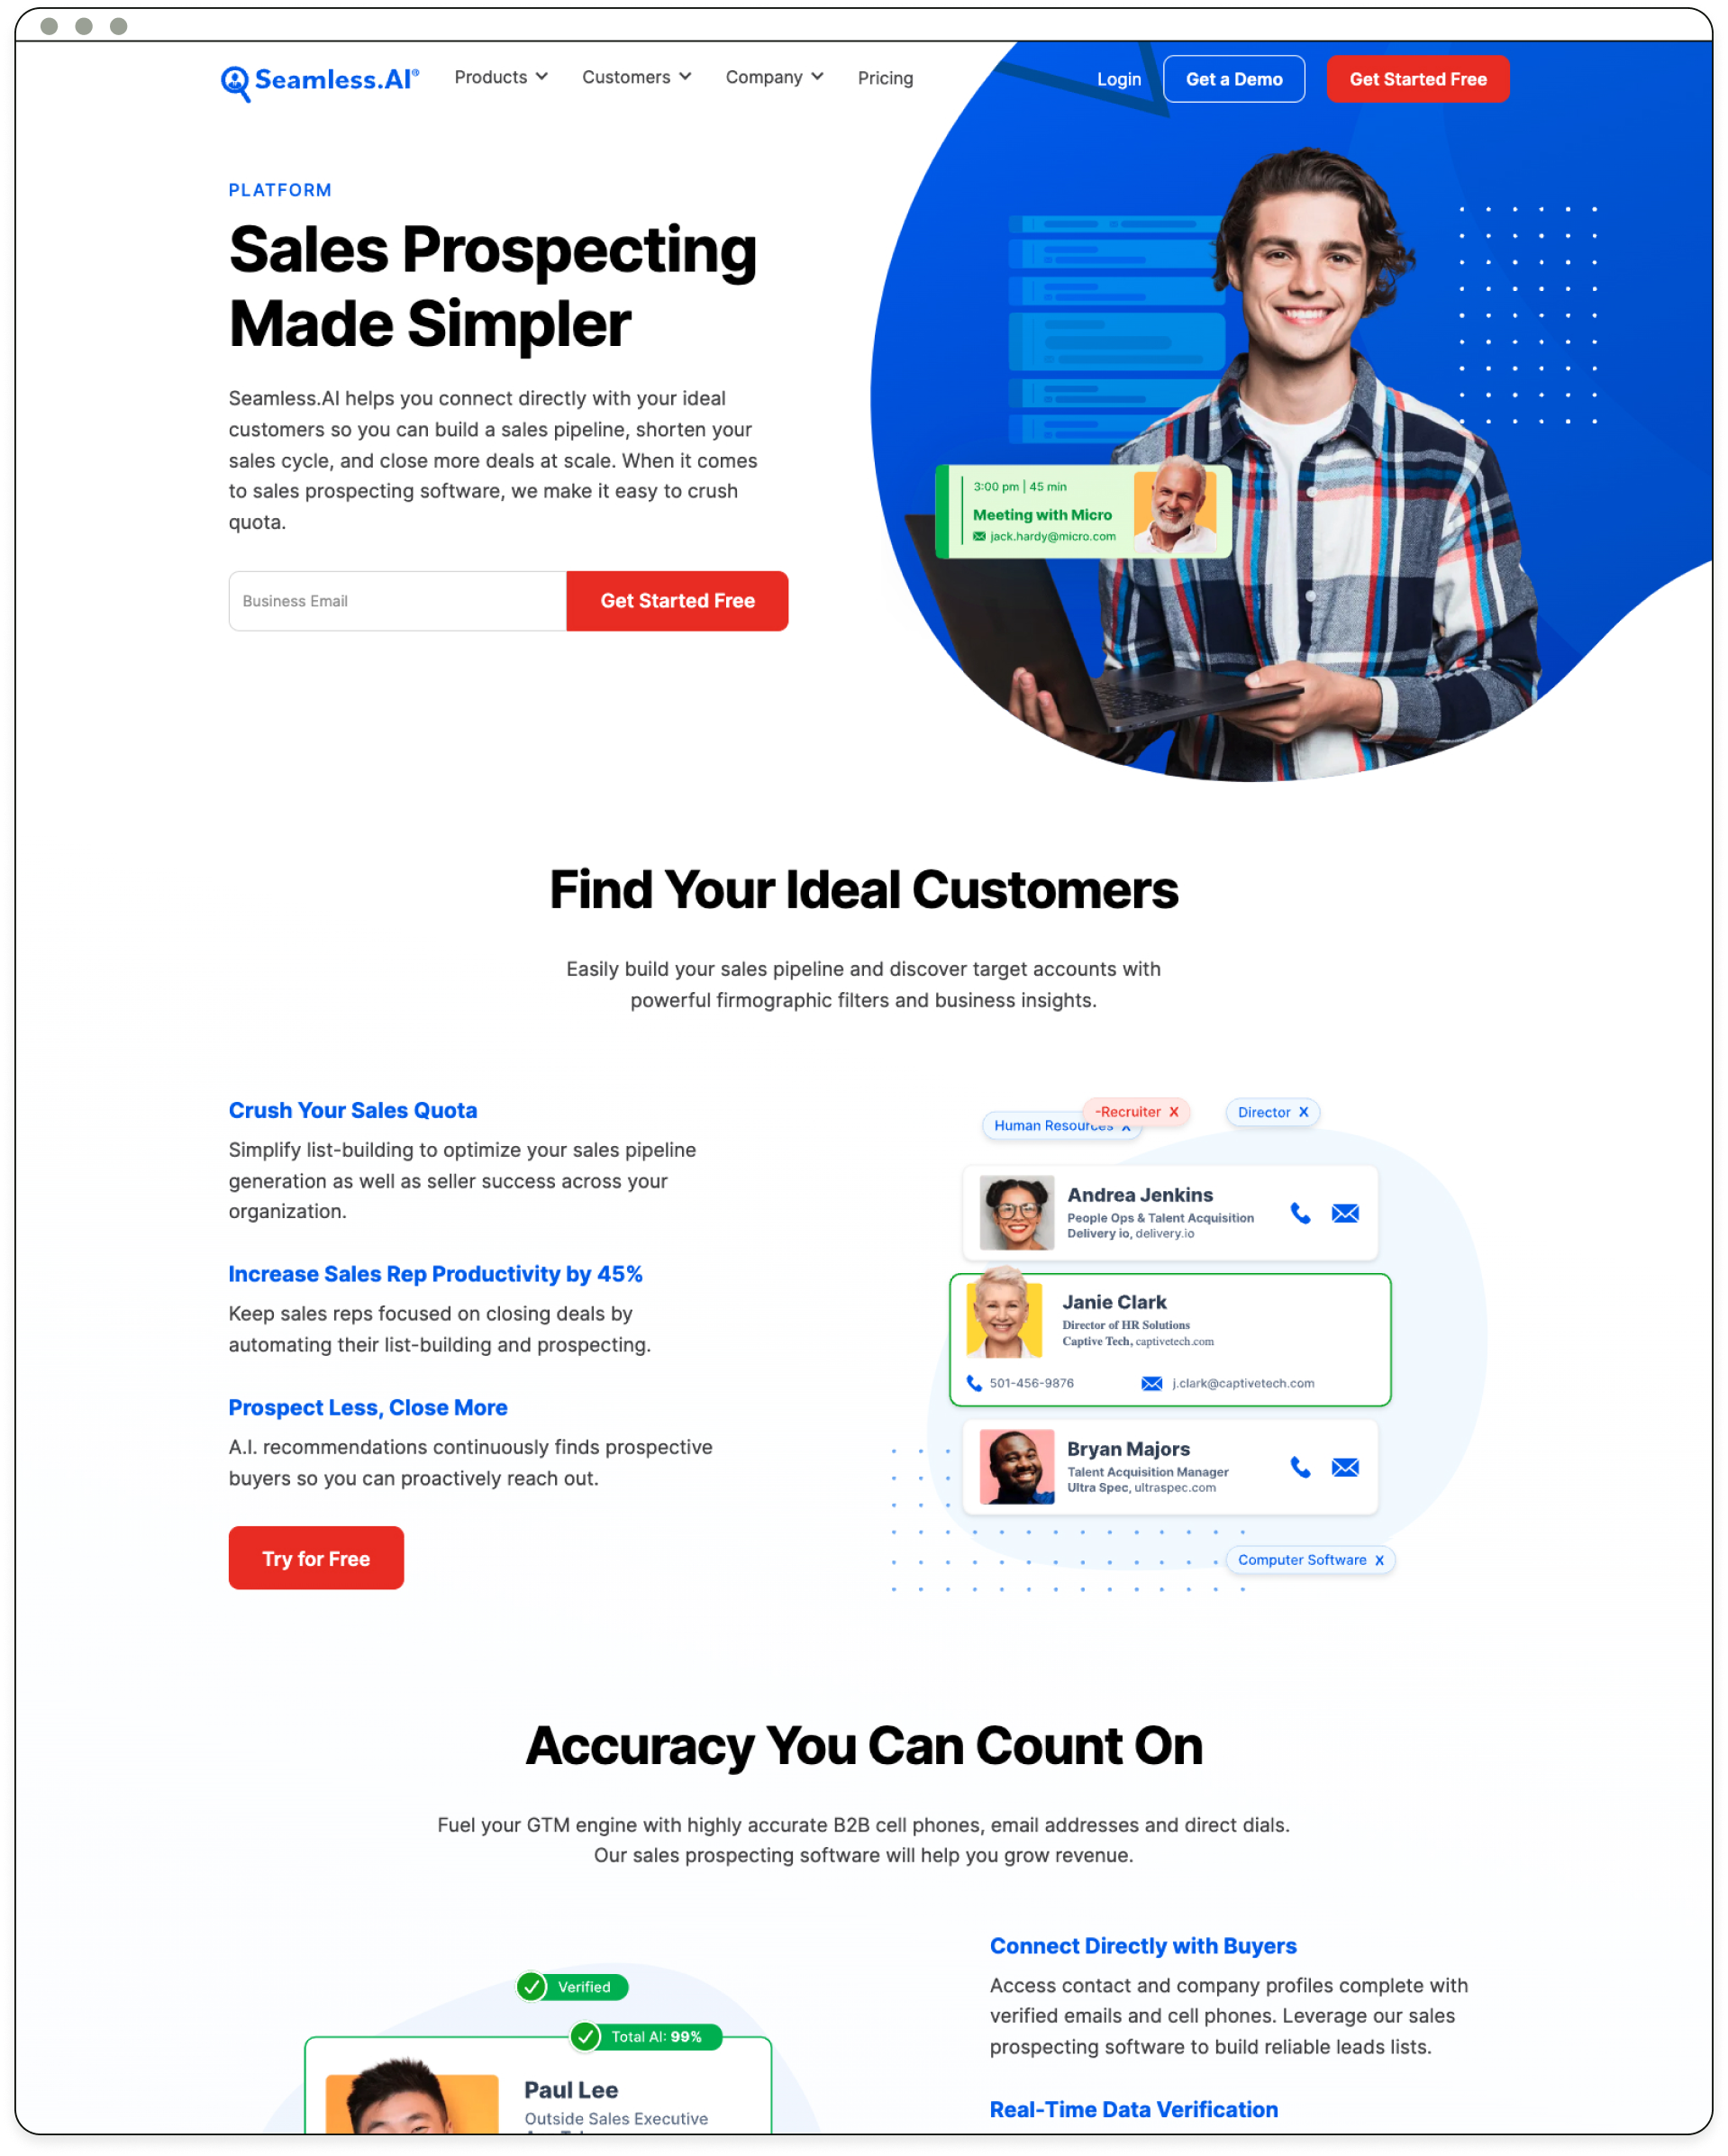 Seamless.AI®
Products
Customers
Company
Pricing
Login
Get a Demo
Get Started Free
PLATFORM
Sales Prospecting
Made Simpler
Seamless.AI helps you connect directly with your ideal
customers so you can build a sales pipeline, shorten your
sales cycle, and close more deals at scale. When it comes
to sales prospecting software, we make it easy to crush
quota.
Business Email
Get Started Free
3:00 pm | 45 min
Meeting with Micro
jack.hardy@micro.com
Find Your Ideal Customers
Easily build your sales pipeline and discover target accounts with
powerful firmographic filters and business insights.
Crush Your Sales Quota
Simplify list-building to optimize your sales pipeline
generation as well as seller success across your
organization.
Increase Sales Rep Productivity by 45%
Keep sales reps focused on closing deals by
automating their list-building and prospecting.
Prospect Less, Close More
A.I. recommendations continuously finds prospective
buyers so you can proactively reach out.
Try for Free
-Recruiter X
Human Resources X
Director X
Andrea Jenkins
People Ops & Talent Acquisition
Delivery io, delivery.io
Janie Clark
Director of HR Solutions
Captive Tech, captivetech.com
501-456-9876
j.clark@captivetech.com
Bryan Majors
Talent Acquisition Manager
Ultra Spec, ultraspec.com
Computer Software X
Accuracy You Can Count On
Fuel your GTM engine with highly accurate B2B cell phones, email addresses and direct dials.
Our sales prospecting software will help you grow revenue.
Verified
Total AI: 99%
Paul Lee
Outside Sales Executive
Connect Directly with Buyers
Access contact and company profiles complete with
verified emails and cell phones. Leverage our sales
prospecting software to build reliable leads lists.
Real-Time Data Verification